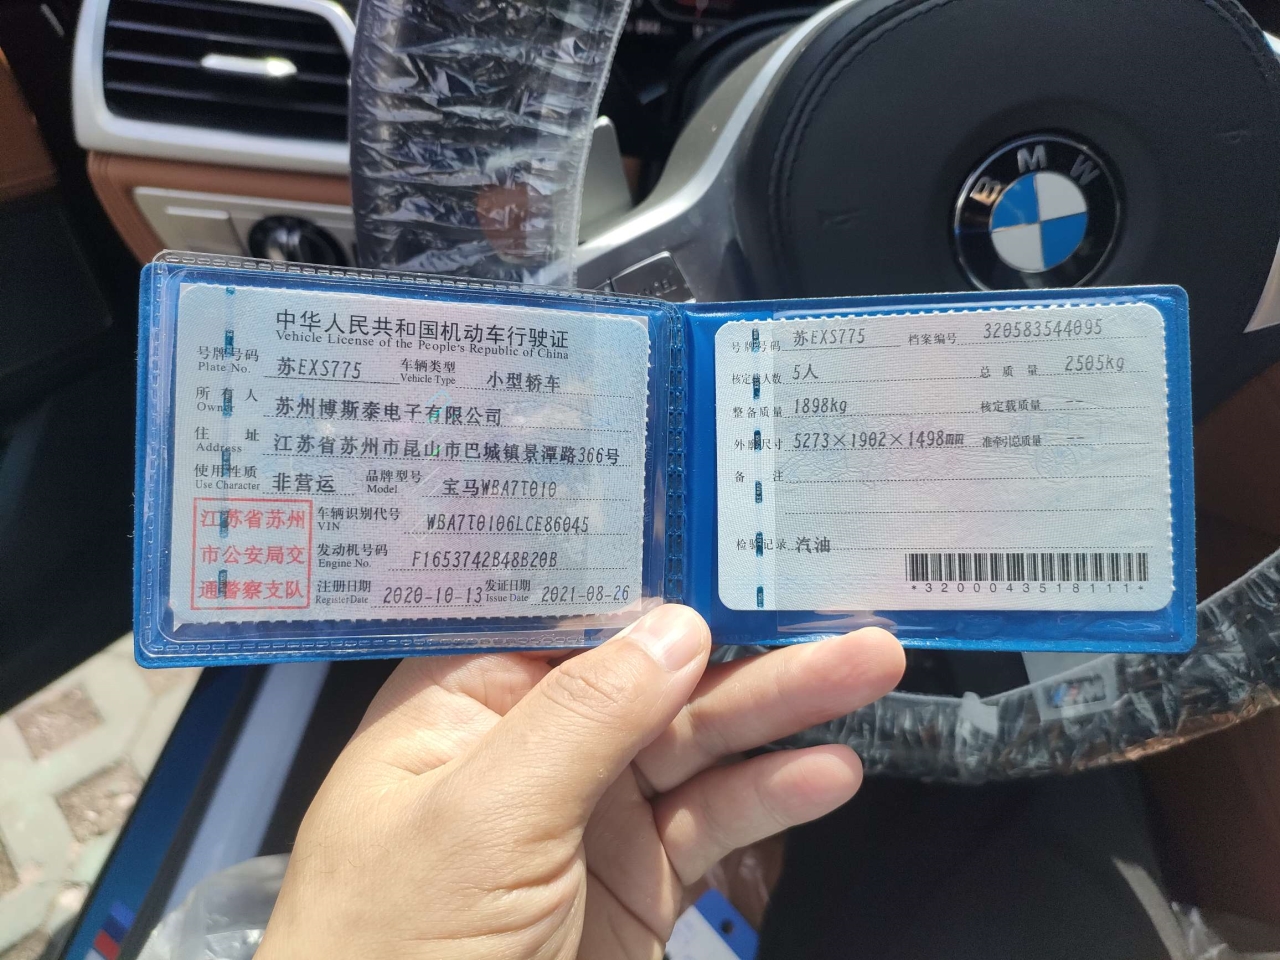 中华人民共和国机动车行驶证
Vehicle License of the People's Republic of China
号牌号码 苏EXS775 车辆类型 小型轿车
Plate No. Vehicle Type
所有人 苏州博斯泰电子有限公司
Owner
住址 江苏省苏州市昆山市巴城镇景潭路366号
Address
使用性质 非营运 品牌型号 宝马WBA7T010
Use Character Model
江苏省苏州
市公安局交
通警察支队
车辆识别代号 WBA7T0106LCE86045
VIN
发动机号码 F1653742B48B20B
Engine No.
注册日期 2020-10-13 发证日期 2021-08-26
Register Date Issue Date
号牌号码 苏EXS775 档案编号 320583544095
核定载人数 5人 总质量 2505kg
整备质量 1898kg 核定载质量 --
外廓尺寸 5273×1902×1498mm 准牵引总质量 --
备注
检验记录 汽油
*3200043518111*
BMW
M